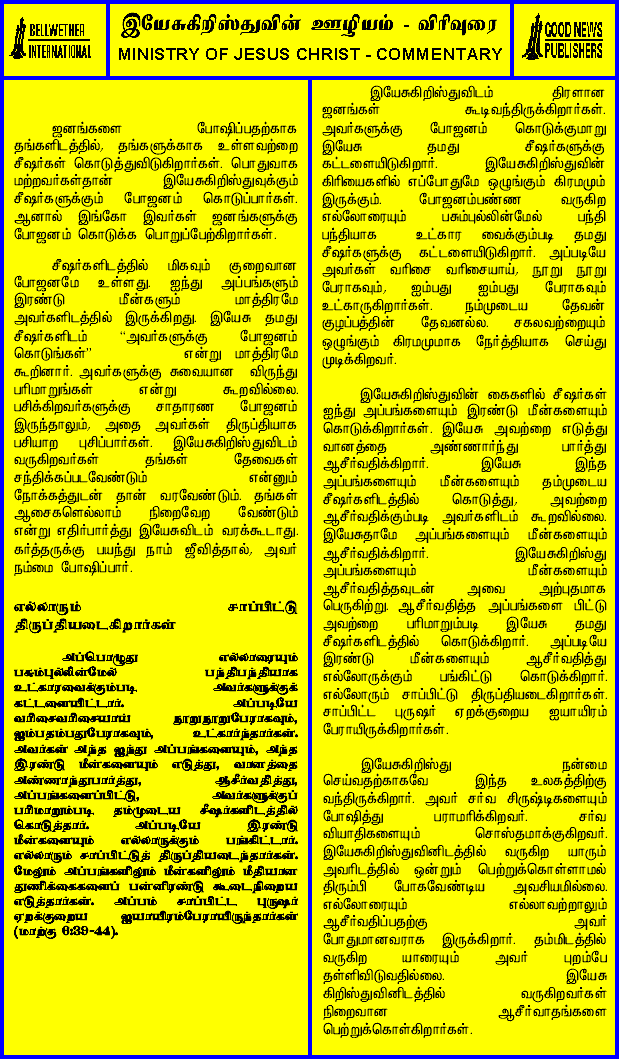 BELLWETHER
INTERNATIONAL
இயேசுகிறிஸ்துவின் ஊழியம் - விரிவுரை
MINISTRY OF JESUS CHRIST - COMMENTARY
GOOD NEWS
PUBLISHERS
ஜனங்களை போஷிப்பதற்காக
தங்களிடத்தில், தங்களுக்காக உள்ளவற்றை
சீஷர்கள் கொடுத்துவிடுகிறார்கள். பொதுவாக
மற்றவர்கள்தான் இயேசுகிறிஸ்துவுக்கும்
சீஷர்களுக்கும் போஜனம் கொடுப்பார்கள்.
ஆனால் இங்கோ இவர்கள் ஜனங்களுக்கு
போஜனம் கொடுக்க பொறுப்பேற்கிறார்கள்.
சீஷர்களிடத்தில் மிகவும் குறைவான
போஜனமே உள்ளது. ஐந்து அப்பங்களும்
இரண்டு மீன்களும் மாத்திரமே
அவர்களிடத்தில் இருக்கிறது. இயேசு தமது
சீஷர்களிடம் “அவர்களுக்கு போஜனம்
கொடுங்கள்” என்று மாத்திரமே
கூறினார். அவர்களுக்கு சுவையான விருந்து
பரிமாறுங்கள் என்று கூறவில்லை.
பசிக்கிறவர்களுக்கு சாதாரண போஜனம்
இருந்தாலும், அதை அவர்கள் திருப்தியாக
பசியாற புசிப்பார்கள். இயேசுகிறிஸ்துவிடம்
வருகிறவர்கள் தங்கள் தேவைகள்
சந்திக்கப்படவேண்டும் என்னும்
நோக்கத்துடன் தான் வரவேண்டும். தங்கள்
ஆசைகளெல்லாம் நிறைவேற வேண்டும்
என்று எதிர்பார்த்து இயேசுவிடம் வரக்கூடாது.
கர்த்தருக்கு பயந்து நாம் ஜீவித்தால், அவர்
நம்மை போஷிப்பார்.
எல்லாரும் சாப்பிட்டு
திருப்தியடைகிறார்கள்
அப்பொழுது எல்லாரையும்
பசும்புல்லின்மேல் பந்திபந்தியாக
உட்காரவைக்கும்படி அவர்களுக்குக்
கட்டளையிட்டார். அப்படியே
வரிசைவரிசையாய் நூறுநூறுபேராகவும்,
ஐம்பதம்பதுபேராகவும், உட்கார்ந்தார்கள்.
அவர்கள் அந்த ஐந்து அப்பங்களையும், அந்த
இரண்டு மீன்களையும் எடுத்து, வானத்தை
அண்ணாந்துபார்த்து, ஆசீர்வதித்து,
அப்பங்களைப்பிட்டு, அவர்களுக்குப்
பரிமாறும்படி தம்முடைய சீஷர்களிடத்தில்
கொடுத்தார். அப்படியே இரண்டு
மீன்களையும் எல்லாருக்கும் பங்கிட்டார்.
எல்லாரும் சாப்பிட்டுத் திருப்தியடைந்தார்கள்.
மேலும் அப்பங்களிலும் மீன்களிலும் மீதியான
துணிக்கைகளைப் பன்னிரண்டு கூடைநிறைய
எடுத்தார்கள். அப்பம் சாப்பிட்ட புருஷர்
ஏறக்குறைய ஐயாயிரம்பேராயிருந்தார்கள்
(மாற்கு 6:39-44).
இயேசுகிறிஸ்துவிடம் திரளான
ஜனங்கள் கூடிவந்திருக்கிறார்கள்.
அவர்களுக்கு போஜனம் கொடுக்குமாறு
இயேசு தமது சீஷர்களுக்கு
கட்டளையிடுகிறார். இயேசுகிறிஸ்துவின்
கிரியைகளில் எப்போதுமே ஒழுங்கும் கிரமமும்
இருக்கும். போஜனம்பண்ண வருகிற
எல்லோரையும் பசும்புல்லின்மேல் பந்தி
பந்தியாக உட்கார வைக்கும்படி தமது
சீஷர்களுக்கு கட்டளையிடுகிறார். அப்படியே
அவர்கள் வரிசை வரிசையாய், நூறு நூறு
பேராகவும், ஐம்பது ஐம்பது பேராகவும்
உட்காருகிறார்கள். நம்முடைய தேவன்
குழப்பத்தின் தேவனல்ல. சகலவற்றையும்
ஒழுங்கும் கிரமமுமாக நேர்த்தியாக செய்து
முடிக்கிறவர்.
இயேசுகிறிஸ்துவின் கைகளில் சீஷர்கள்
ஐந்து அப்பங்களையும் இரண்டு மீன்களையும்
கொடுக்கிறார்கள். இயேசு அவற்றை எடுத்து
வானத்தை அண்ணார்ந்து பார்த்து
ஆசீர்வதிக்கிறார். இயேசு இந்த
அப்பங்களையும் மீன்களையும் தம்முடைய
சீஷர்களிடத்தில் கொடுத்து, அவற்றை
ஆசீர்வதிக்கும்படி அவர்களிடம் கூறவில்லை.
இயேசுதாமே அப்பங்களையும் மீன்களையும்
ஆசீர்வதிக்கிறார். இயேசுகிறிஸ்து
அப்பங்களையும் மீன்களையும்
ஆசீர்வதித்தவுடன் அவை அற்புதமாக
பெருகிற்று. ஆசீர்வதித்த அப்பங்களை பிட்டு
அவற்றை பரிமாறும்படி இயேசு தமது
சீஷர்களிடத்தில் கொடுக்கிறார். அப்படியே
இரண்டு மீன்களையும் ஆசீர்வதித்து
எல்லோருக்கும் பங்கிட்டு கொடுக்கிறார்.
எல்லோரும் சாப்பிட்டு திருப்தியடைகிறார்கள்.
சாப்பிட்ட புருஷர் ஏறக்குறைய ஐயாயிரம்
பேராயிருக்கிறார்கள்.
இயேசுகிறிஸ்து நன்மை
செய்வதற்காகவே இந்த உலகத்திற்கு
வந்திருக்கிறார். அவர் சர்வ சிருஷ்டிகளையும்
போஷித்து பராமரிக்கிறவர். சர்வ
வியாதிகளையும் சொஸ்தமாக்குகிறவர்.
இயேசுகிறிஸ்துவினிடத்தில் வருகிற யாரும்
அவரிடத்தில் ஒன்றும் பெற்றுக்கொள்ளாமல்
திரும்பி போகவேண்டிய அவசியமில்லை.
எல்லோரையும் எல்லாவற்றாலும்
ஆசீர்வதிப்பதற்கு அவர்
போதுமானவராக இருக்கிறார். தம்மிடத்தில்
வருகிற யாரையும் அவர் புறம்பே
தள்ளிவிடுவதில்லை. இயேசு
கிறிஸ்துவினிடத்தில் வருகிறவர்கள்
நிறைவான ஆசீர்வாதங்களை
பெற்றுக்கொள்கிறார்கள்.